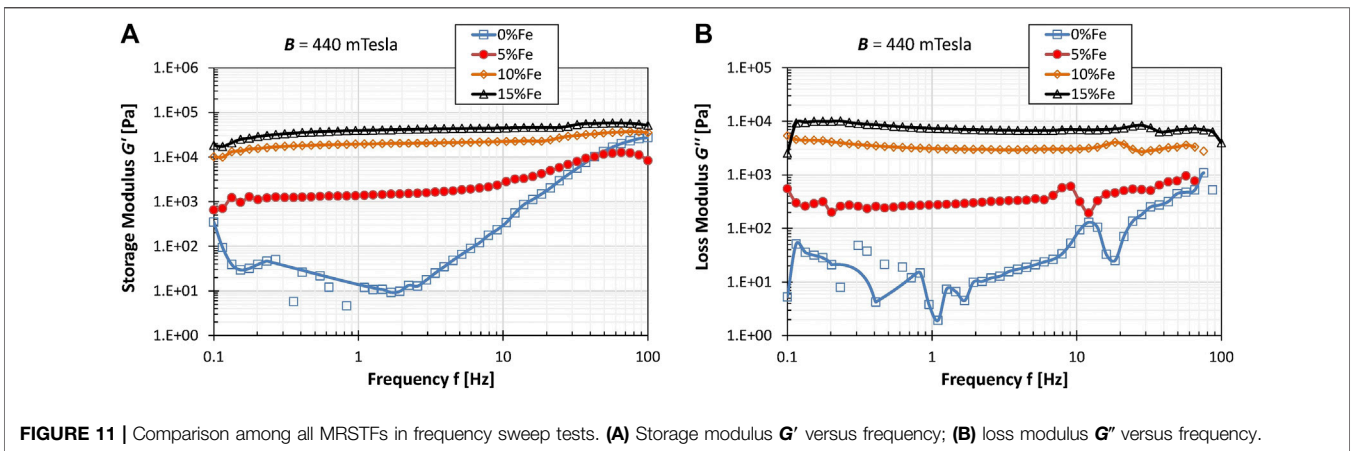 A
B = 440 mTesla
0%Fe
5%Fe
10%Fe
15%Fe
Storage Modulus G' [Pa]
1.E+06
1.E+05
1.E+04
1.E+03
1.E+02
1.E+01
1.E+00
0.1
1
10
100
Frequency f [Hz]
B
B = 440 mTesla
0%Fe
5%Fe
10%Fe
15%Fe
Loss Modulus G'' [Pa]
1.E+05
1.E+04
1.E+03
1.E+02
1.E+01
1.E+00
0.1
1
10
100
Frequency f [Hz]
FIGURE 11 | Comparison among all MRSTFs in frequency sweep tests. (A) Storage modulus G′ versus frequency; (B) loss modulus G″ versus frequency.